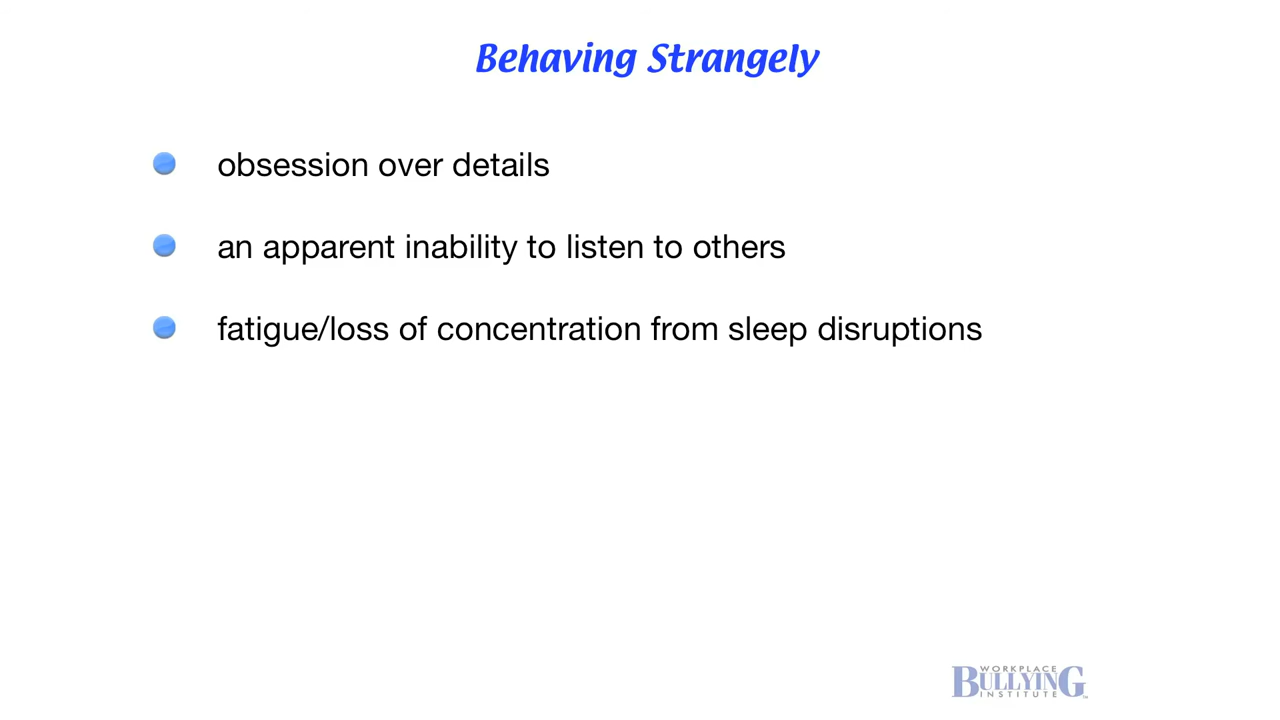 Behaving Strangely
obsession over details
an apparent inability to listen to others
fatigue/loss of concentration from sleep disruptions
WORKPLACE
BULLYING
INSTITUTE